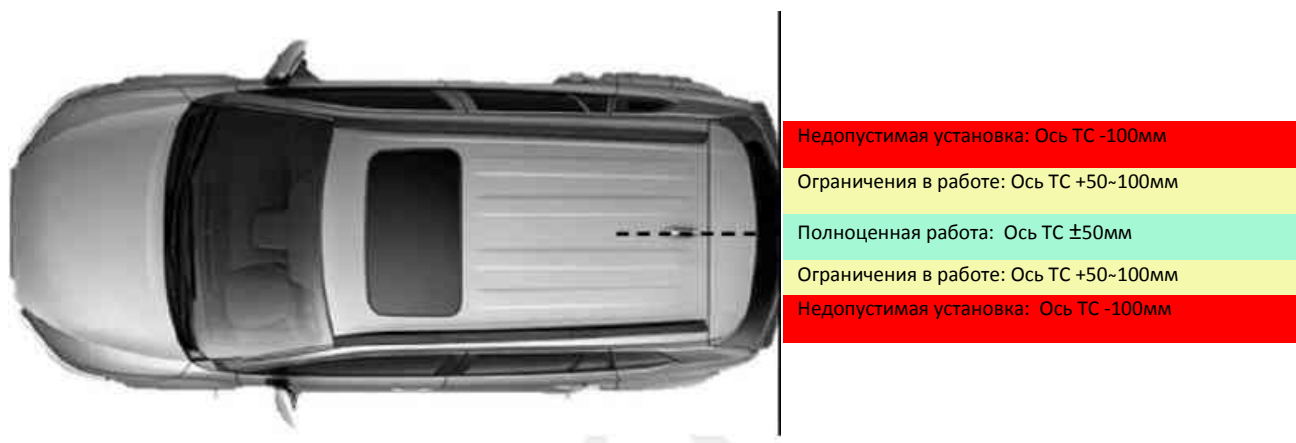 Недопустимая установка: Ось ТС -100мм
Ограничения в работе: Ось ТС +50~100мм
Полноценная работа: Ось ТС ±50мм
Ограничения в работе: Ось ТС +50~100мм
Недопустимая установка: Ось ТС -100мм